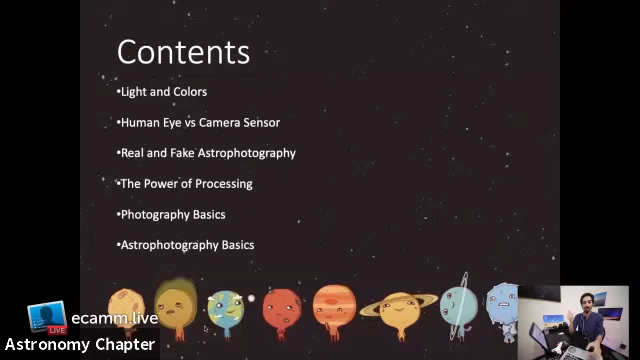 Contents
•Light and Colors
•Human Eye vs Camera Sensor
•Real and Fake Astrophotography
•The Power of Processing
•Photography Basics
•Astrophotography Basics
LIVE
ecamm.live
Astronomy Chapter